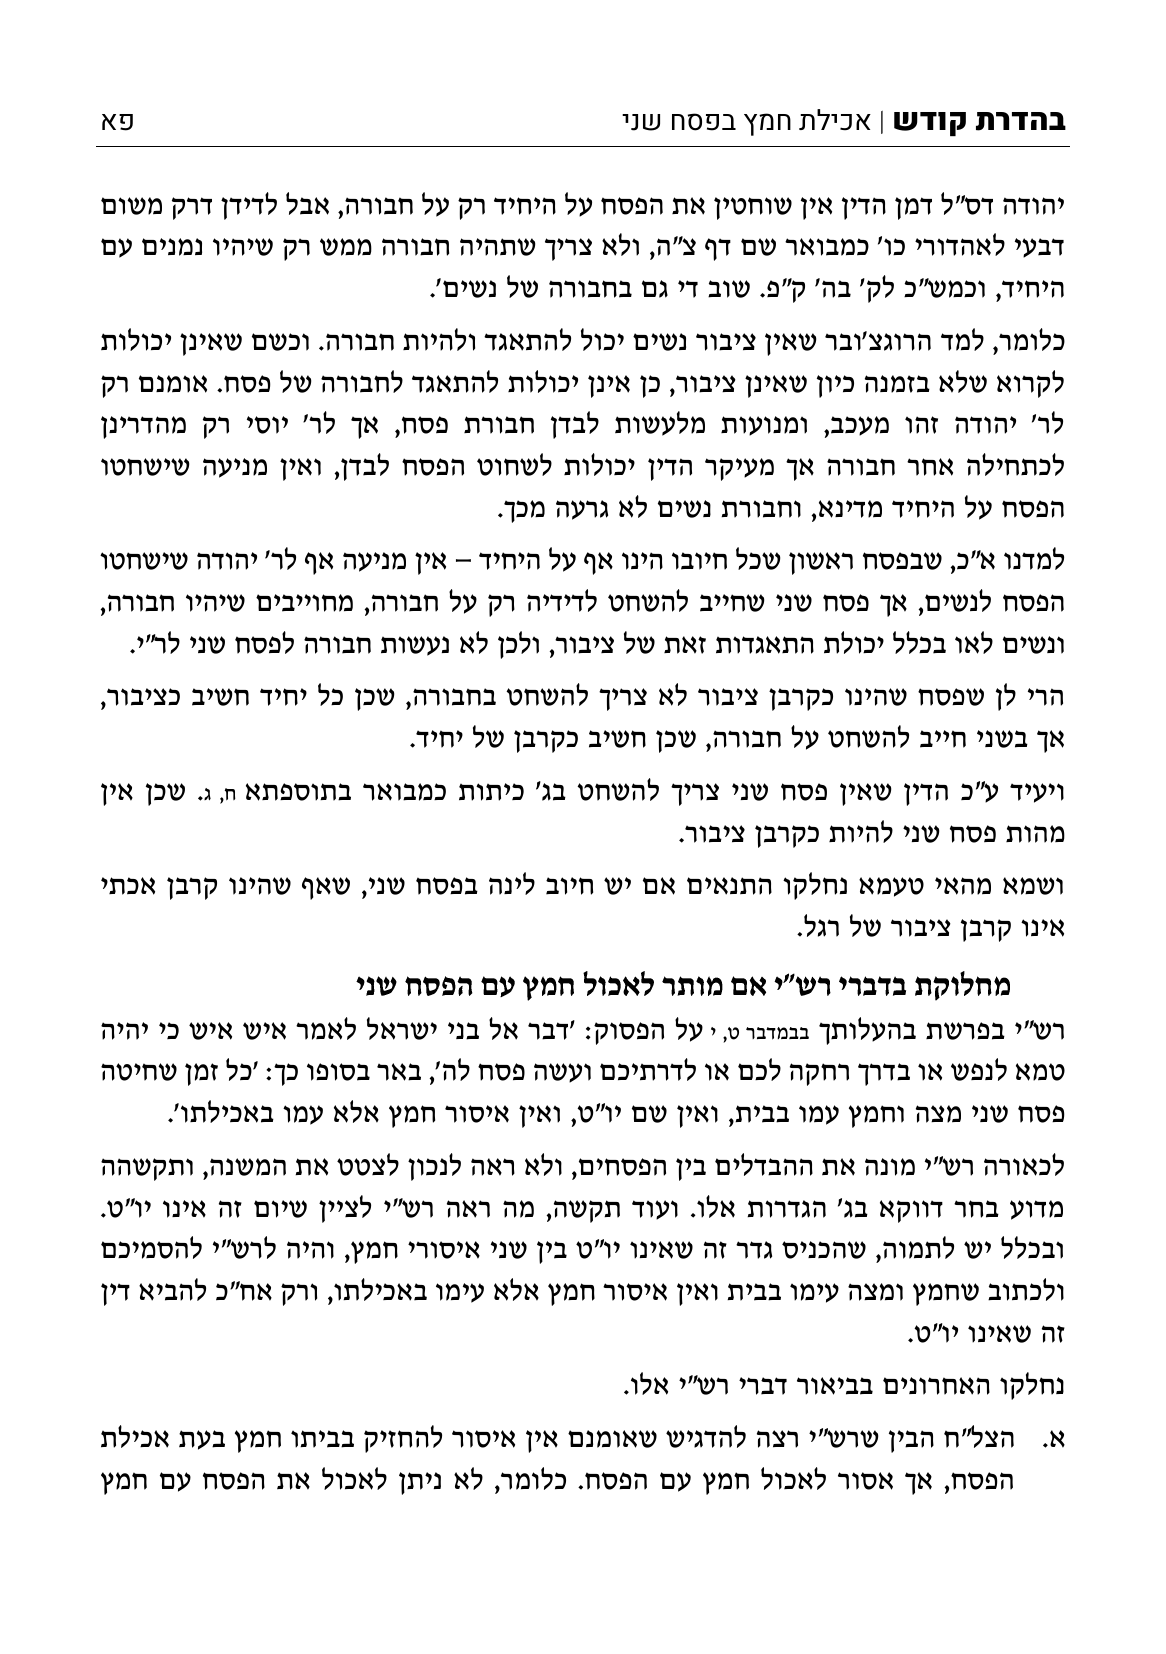 בהדרת קודש | אכילת חמץ בפסח שני פא
יהודה דס״ל דמן הדין אין שוחטין את הפסח על היחיד רק על חבורה, אבל לדידן דרק משום
דבעי לאהדורי כו׳ כמבואר שם דף צ״ה, ולא צריך שתהיה חבורה ממש רק שיהיו נמנים עם
היחיד, וכמש״כ לק׳ בה׳ ק״פ. שוב די גם בחבורה של נשים׳.
כלומר, למד הרוגצ׳ובר שאין ציבור נשים יכול להתאגד ולהיות חבורה. וכשם שאינן יכולות
לקרוא שלא בזמנה כיון שאינן ציבור, כן אינן יכולות להתאגד לחבורה של פסח. אומנם רק
לר׳ יהודה זהו מעכב, ומנועות מלעשות לבדן חבורת פסח, אך לר׳ יוסי רק מהדרינן
לכתחילה אחר חבורה אך מעיקר הדין יכולות לשחוט הפסח לבדן, ואין מניעה שישחטו
הפסח על היחיד מדינא, וחבורת נשים לא גרעה מכך.
למדנו א״כ, שבפסח ראשון שכל חיובו הינו אף על היחיד – אין מניעה אף לר׳ יהודה שישחטו
הפסח לנשים, אך פסח שני שחייב להשחט לדידיה רק על חבורה, מחוייבים שיהיו חבורה,
ונשים לאו בכלל יכולת התאגדות זאת של ציבור, ולכן לא נעשות חבורה לפסח שני לר״י.
הרי לן שפסח שהינו כקרבן ציבור לא צריך להשחט בחבורה, שכן כל יחיד חשיב כציבור,
אך בשני חייב להשחט על חבורה, שכן חשיב כקרבן של יחיד.
ויעיד ע״כ הדין שאין פסח שני צריך להשחט בג׳ כיתות כמבואר בתוספתא ח, ג. שכן אין
מהות פסח שני להיות כקרבן ציבור.
ושמא מהאי טעמא נחלקו התנאים אם יש חיוב לינה בפסח שני, שאף שהינו קרבן אכתי
אינו קרבן ציבור של רגל.
מחלוקת בדברי רש״י אם מותר לאכול חמץ עם הפסח שני
רש״י בפרשת בהעלותך בבמדבר ט, י על הפסוק: ׳דבר אל בני ישראל לאמר איש איש כי יהיה
טמא לנפש או בדרך רחקה לכם או לדרתיכם ועשה פסח לה׳, באר בסופו כך: ׳כל זמן שחיטה
פסח שני מצה וחמץ עמו בבית, ואין שם יו״ט, ואין איסור חמץ אלא עמו באכילתו׳.
לכאורה רש״י מונה את ההבדלים בין הפסחים, ולא ראה לנכון לצטט את המשנה, ותקשהה
מדוע בחר דווקא בג׳ הגדרות אלו. ועוד תקשה, מה ראה רש״י לציין שיום זה אינו יו״ט.
ובכלל יש לתמוה, שהכניס גדר זה שאינו יו״ט בין שני איסורי חמץ, והיה לרש״י להסמיכם
ולכתוב שחמץ ומצה עימו בבית ואין איסור חמץ אלא עימו באכילתו, ורק אח״כ להביא דין
זה שאינו יו״ט.
נחלקו האחרונים בביאור דברי רש״י אלו.
א. הצל״ח הבין שרש״י רצה להדגיש שאומנם אין איסור להחזיק בביתו חמץ בעת אכילת
הפסח, אך אסור לאכול חמץ עם הפסח. כלומר, לא ניתן לאכול את הפסח עם חמץ